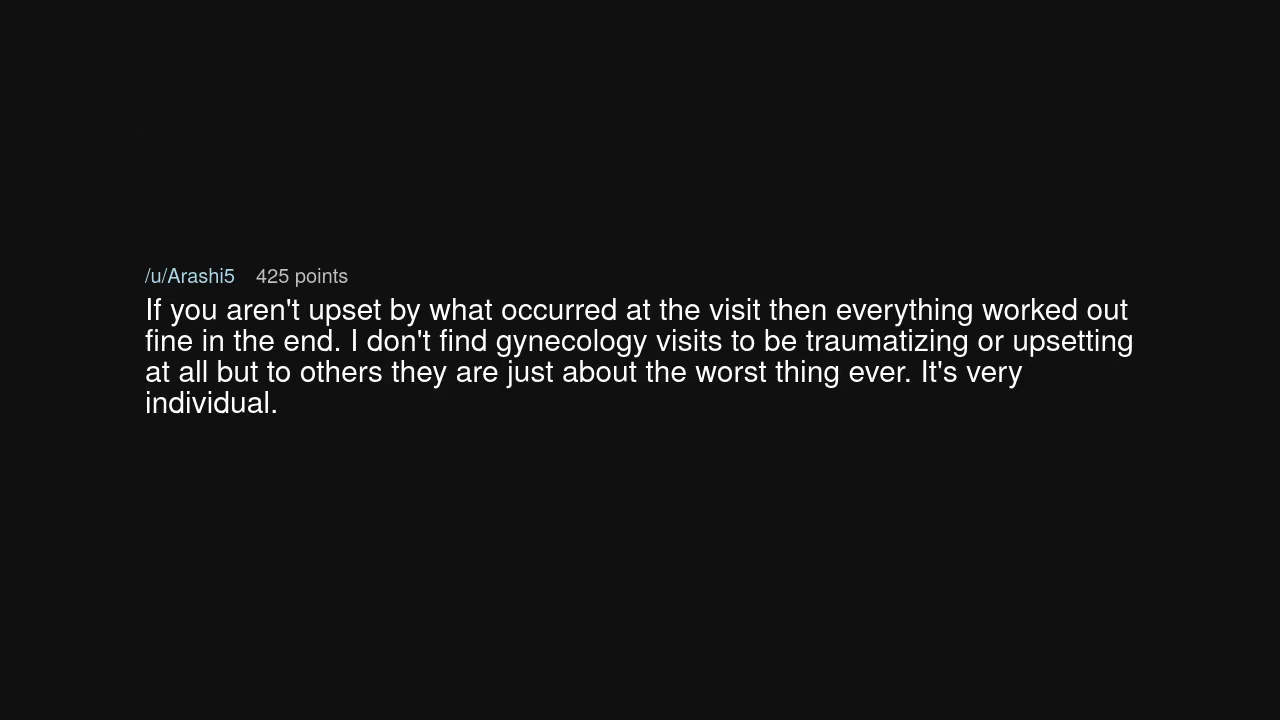 /u/Arashi5 425 points
If you aren't upset by what occurred at the visit then everything worked out
fine in the end. I don't find gynecology visits to be traumatizing or upsetting
at all but to others they are just about the worst thing ever. It's very
individual.